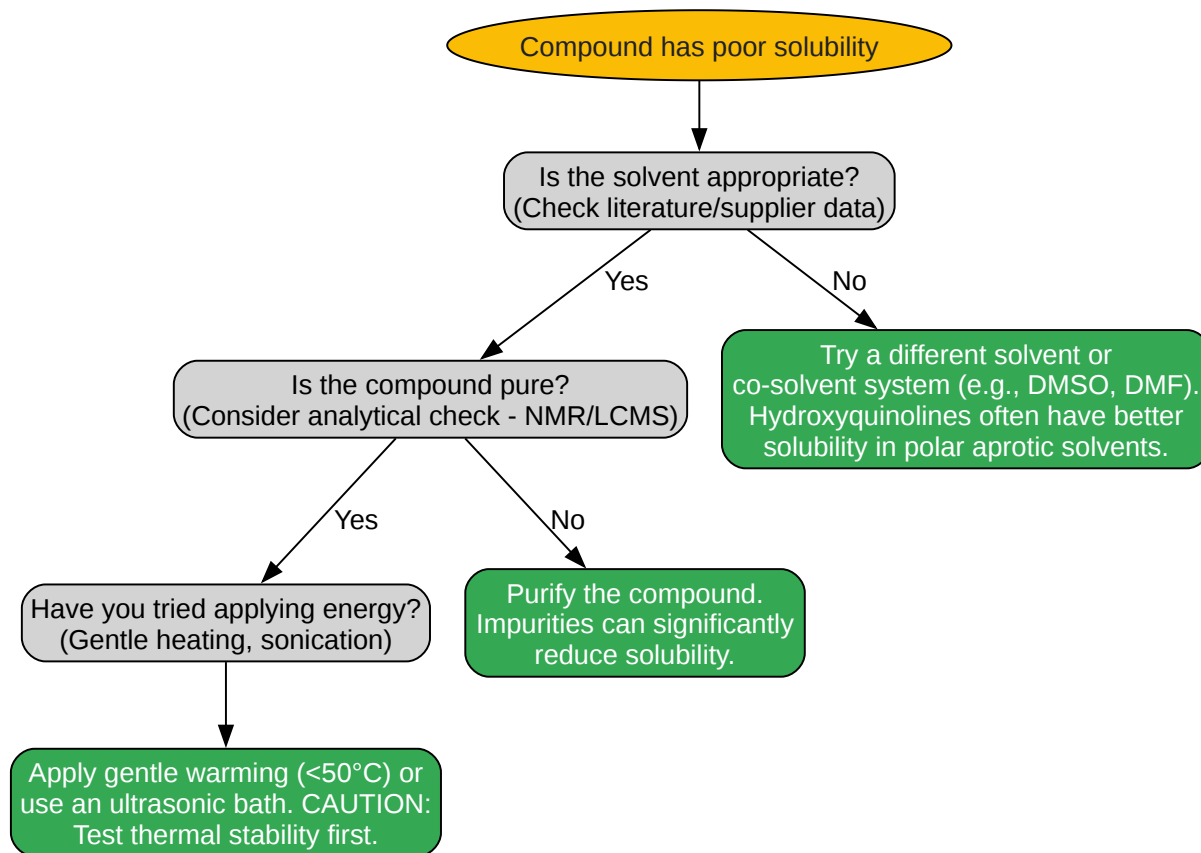 Compound has poor solubility
Is the solvent appropriate?
(Check literature/supplier data)
Yes
No
Is the compound pure?
(Consider analytical check - NMR/LCMS)
Try a different solvent or
co-solvent system (e.g., DMSO, DMF).
Hydroxyquinolines often have better
solubility in polar aprotic solvents.
Yes
No
Have you tried applying energy?
(Gentle heating, sonication)
Purify the compound.
Impurities can significantly
reduce solubility.
Apply gentle warming (<50°C) or
use an ultrasonic bath. CAUTION:
Test thermal stability first.